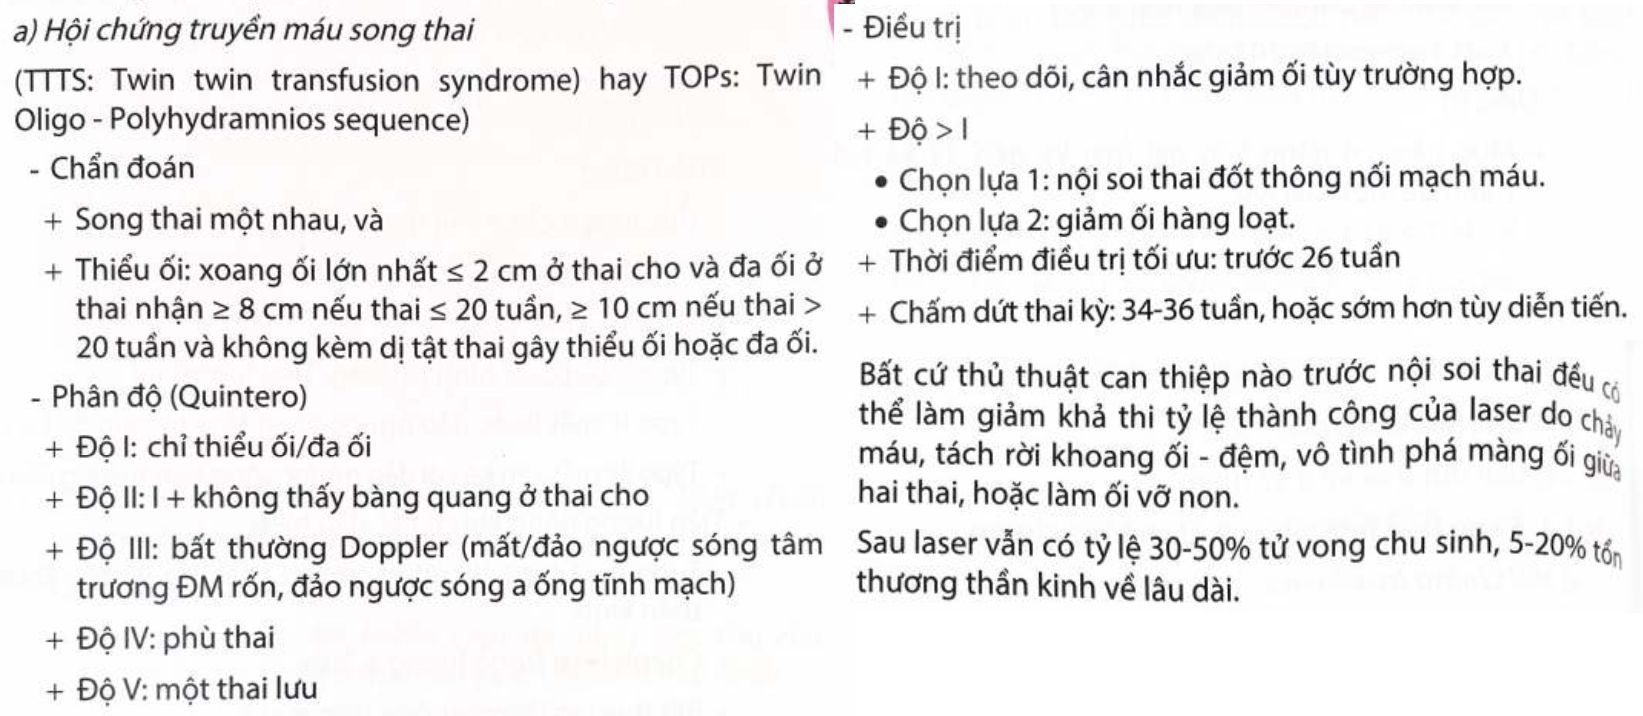 a) Hội chứng truyền máu song thai
(TTTS: Twin twin transfusion syndrome) hay TOPs: Twin
Oligo - Polyhydramnios sequence)
- Chẩn đoán
+ Song thai một nhau, và
+ Thiểu ối: xoang ối lớn nhất ≤ 2 cm ở thai cho và đa ối ở
thai nhận ≥ 8 cm nếu thai ≤ 20 tuần, ≥ 10 cm nếu thai >
20 tuần và không kèm dị tật thai gây thiểu ối hoặc đa ối.
- Phân độ (Quintero)
+ Độ I: chỉ thiểu ối/đa ối
+ Độ II: I + không thấy bàng quang ở thai cho
+ Độ III: bất thường Doppler (mất/đảo ngược sóng tâm
trương ĐM rốn, đảo ngược sóng a ống tĩnh mạch)
+ Độ IV: phù thai
+ Độ V: một thai lưu
- Điều trị
+ Độ I: theo dõi, cân nhắc giảm ối tùy trường hợp.
+ Độ > I
• Chọn lựa 1: nội soi thai đốt thông nối mạch máu.
• Chọn lựa 2: giảm ối hàng loạt.
+ Thời điểm điều trị tối ưu: trước 26 tuần
+ Chấm dứt thai kỳ: 34-36 tuần, hoặc sớm hơn tùy diễn tiến.
Bất cứ thủ thuật can thiệp nào trước nội soi thai đều có
thể làm giảm khả thi tỷ lệ thành công của laser do chảy
máu, tách rời khoang ối - đệm, vô tình phá màng ối giữa
hai thai, hoặc làm ối vỡ non.
Sau laser vẫn có tỷ lệ 30-50% tử vong chu sinh, 5-20% tổn
thương thần kinh về lâu dài.